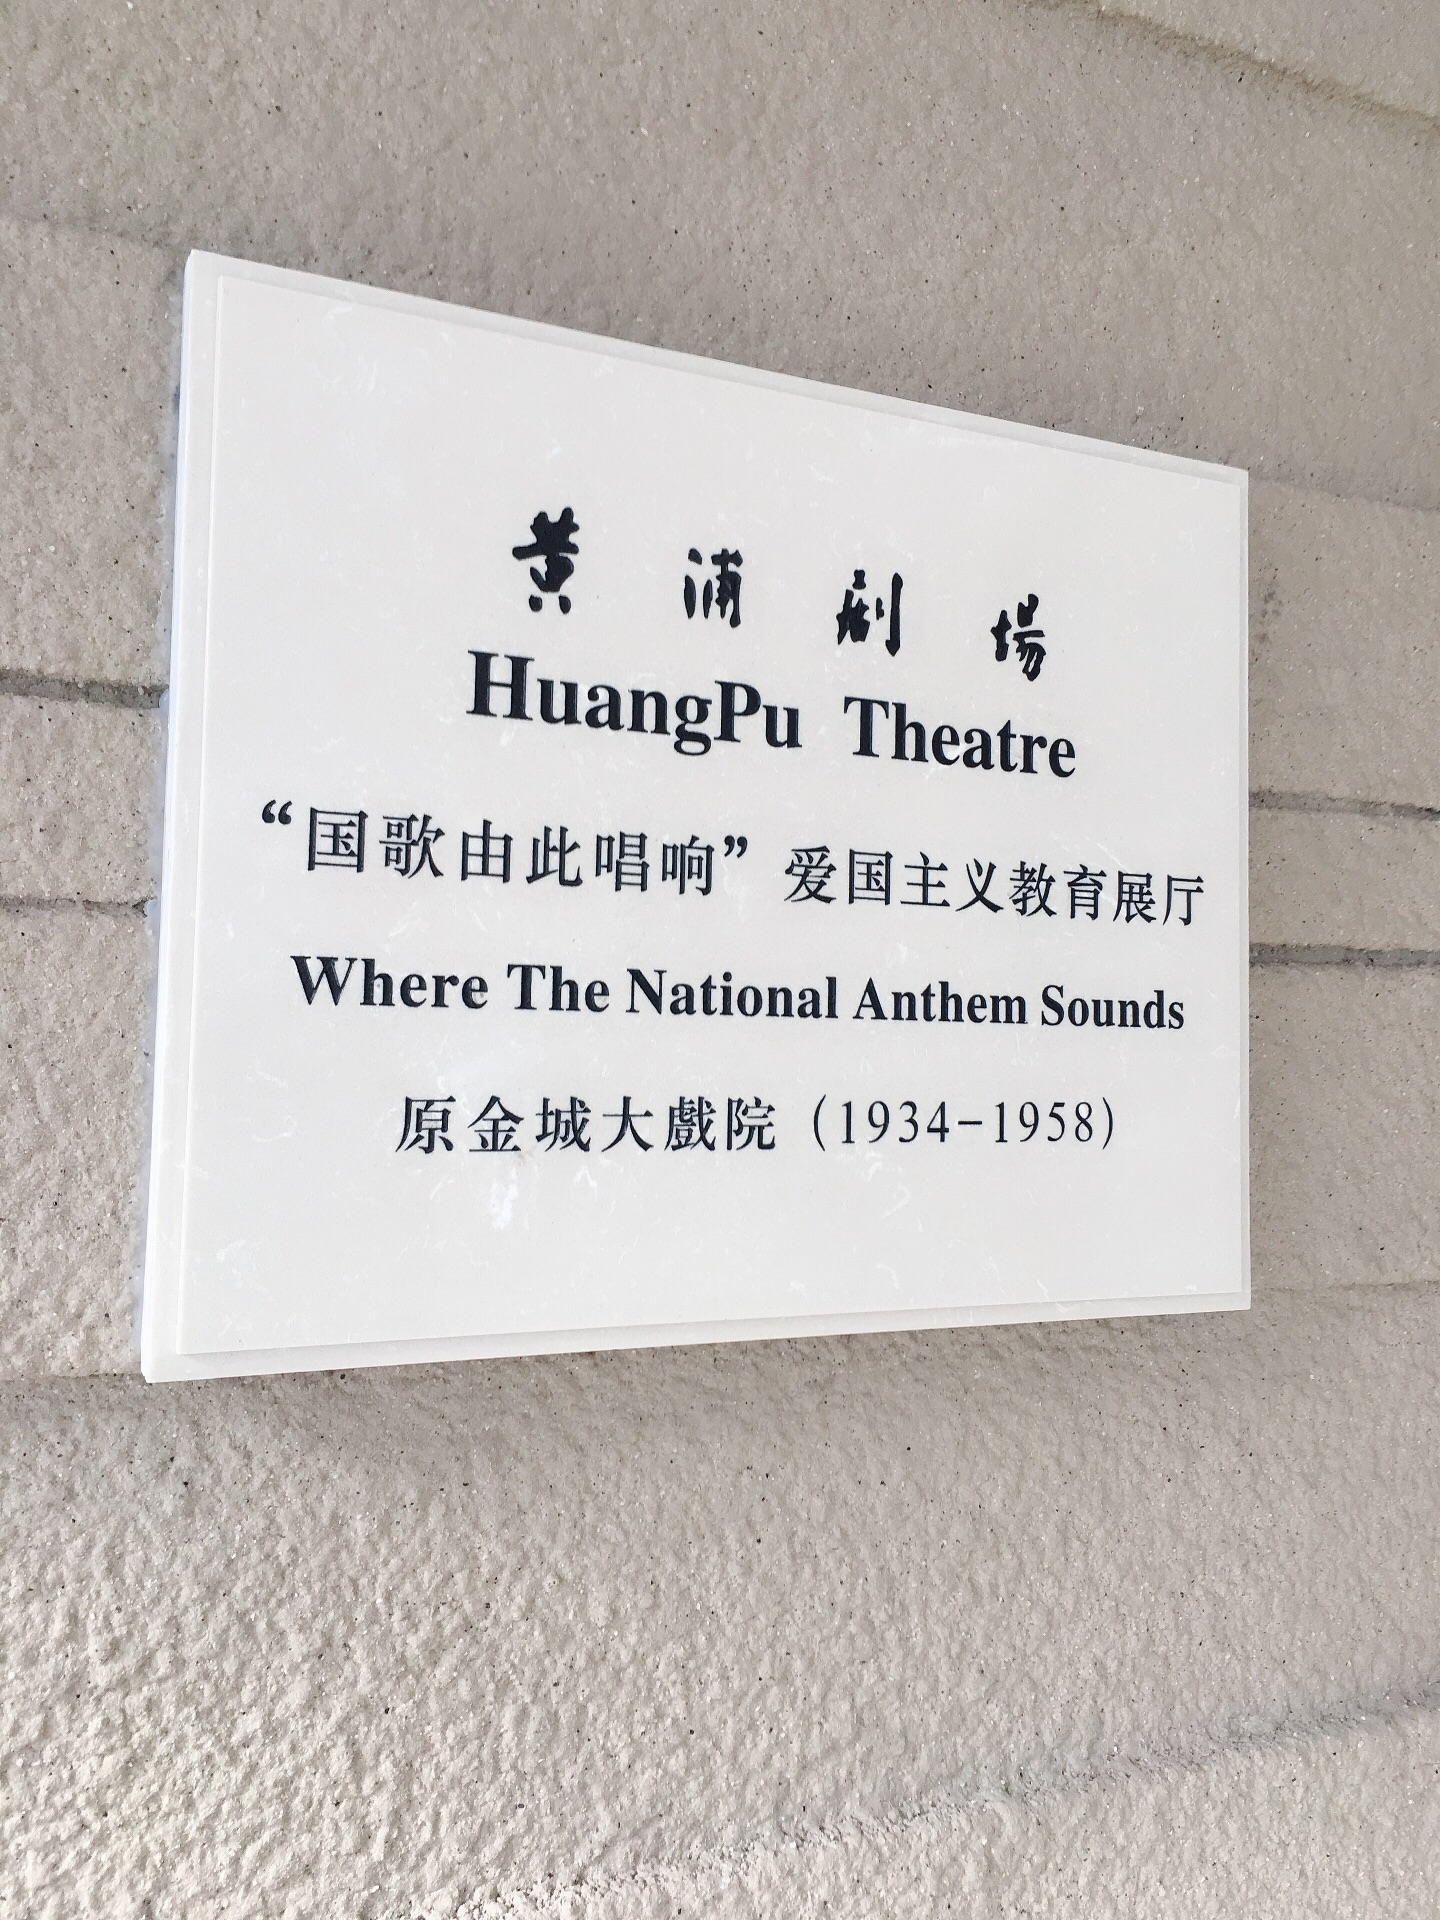 黄浦剧場
HuangPu Theatre
“国歌由此唱响”爱国主义教育展厅
Where The National Anthem Sounds
原金城大戲院（1934-1958）